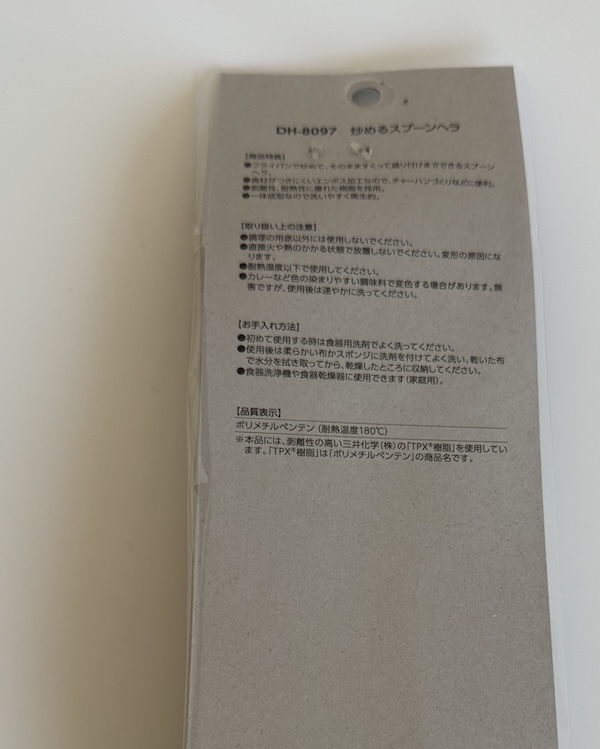 DH-8097 炒めるスプーンヘラ
【商品特長】
●フライパンで炒めて、そのまますくって盛り付けまでできるスプーン
ヘラ。
●食材がつきにくいエンボス加工なので、チャーハンづくりなどに便利。
●剥離性、耐熱性に優れた樹脂を採用。
●一体成型なので洗いやすく衛生的。
【取り扱い上の注意】
●調理の用途以外には使用しないでください。
●直接火や熱のかかる状態で放置しないでください。変形の原因にな
ります。
●耐熱温度以下で使用してください。
●カレーなど色の染まりやすい調味料で変色する場合があります。無
害ですが、使用後は速やかに洗ってください。
【お手入れ方法】
●初めて使用する時は食器用洗剤でよく洗ってください。
●使用後は柔らかい布かスポンジに洗剤を付けてよく洗い、乾いた布
で水分を拭き取ってから、乾燥したところに収納してください。
●食器洗浄機や食器乾燥器に使用できます(家庭用)。
【品質表示】
ポリメチルペンテン(耐熱温度180℃)
※本品には、剥離性の高い三井化学(株)の「TPX®樹脂」を使用してい
ます。「TPX®樹脂」は「ポリメチルペンテン」の商品名です。